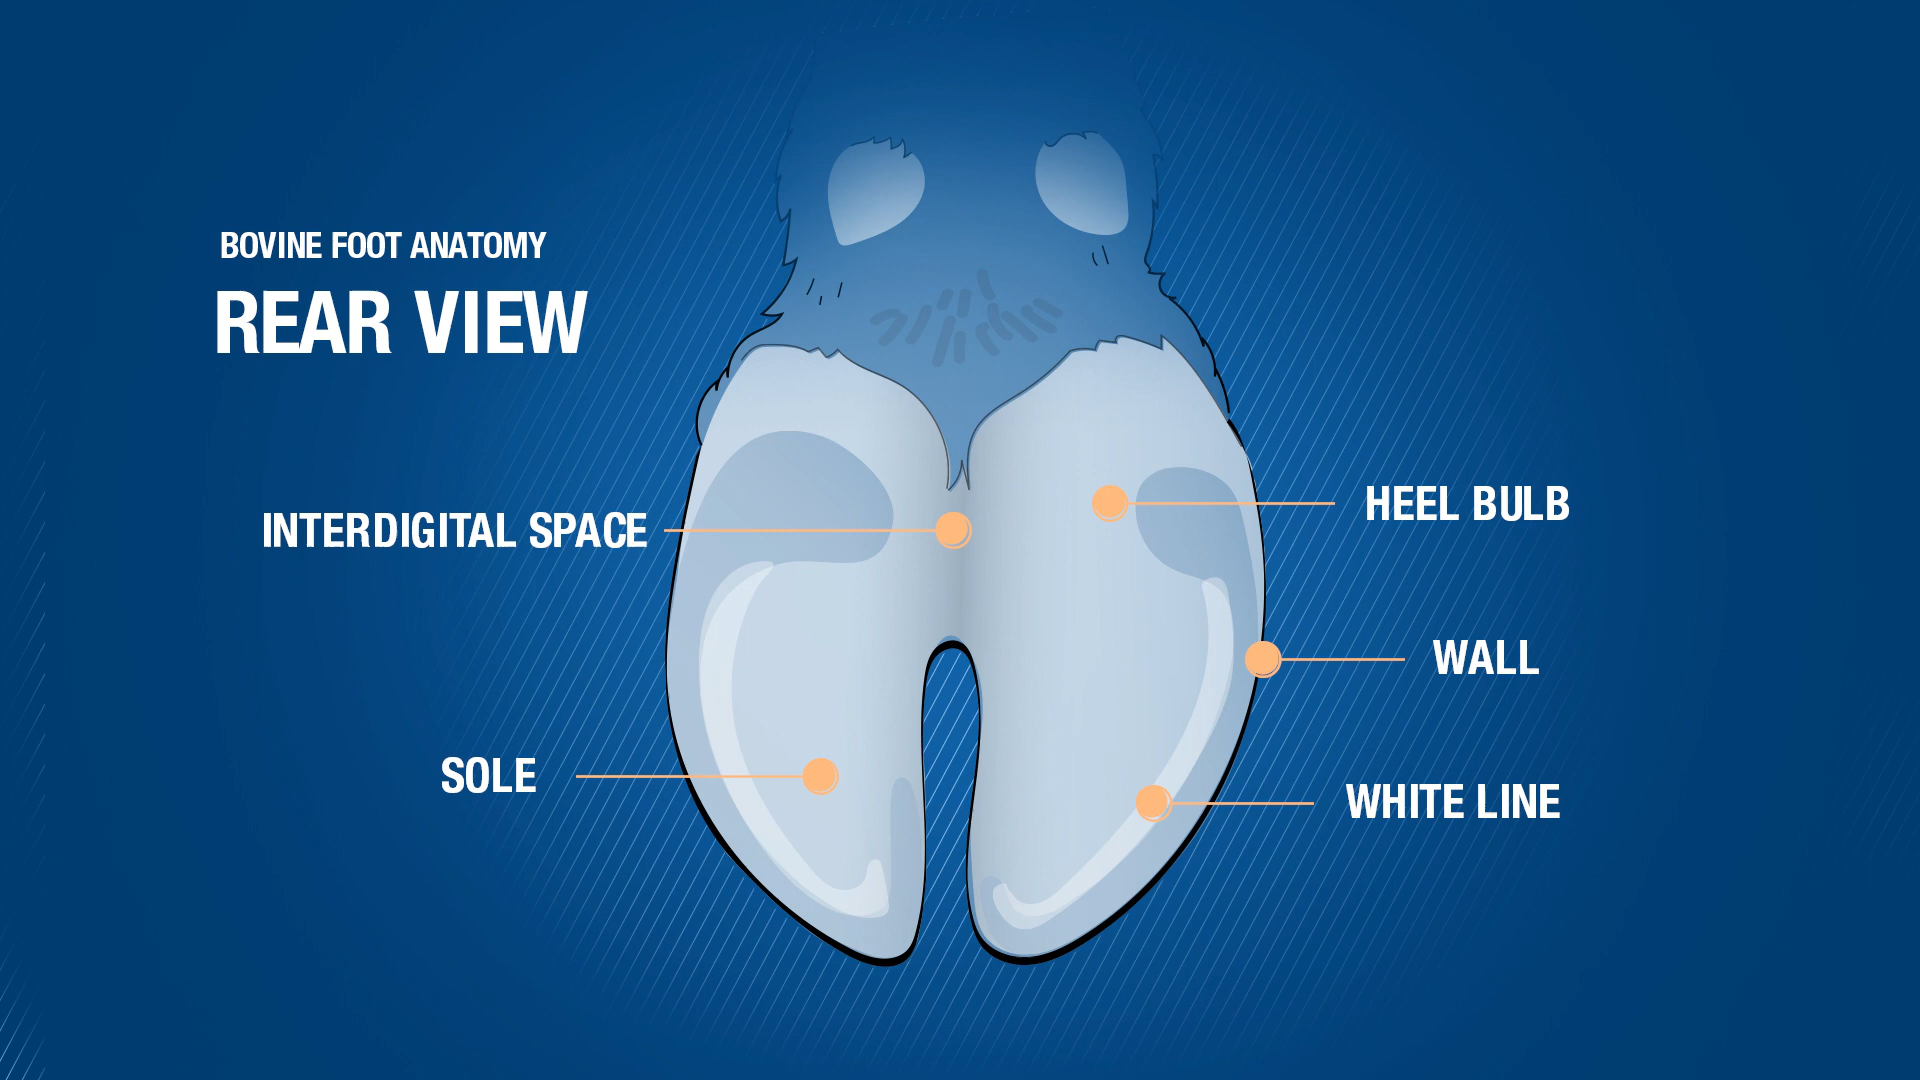 BOVINE FOOT ANATOMY
REAR VIEW
INTERDIGITAL SPACE
HEEL BULB
WALL
SOLE
WHITE LINE